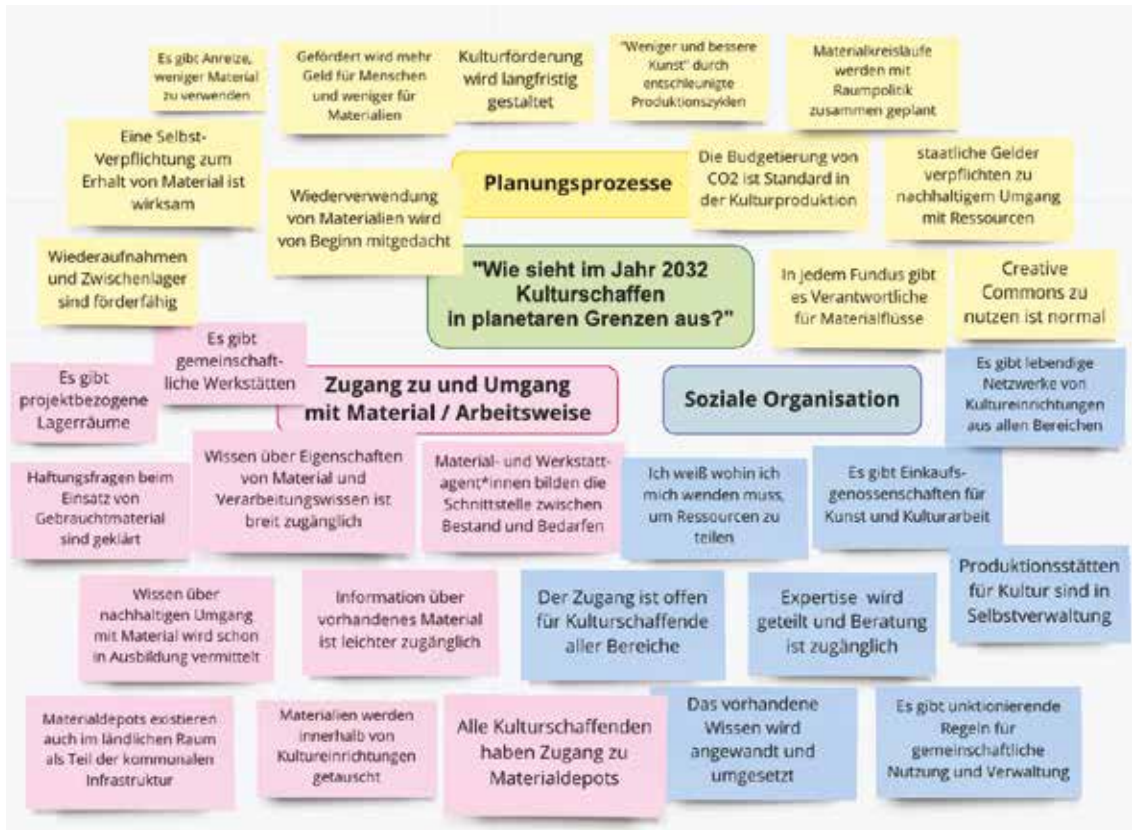 Es gibt Anreize,
weniger Material
zu verwenden
Gefördert wird mehr
Geld für Menschen
und weniger für
Materialien
Kulturförderung
wird langfristig
gestaltet
"Weniger und bessere
Kunst" durch
entschleunigte
Produktionszyklen
Materialkreisläufe
werden mit
Raumpolitik
zusammen geplant
Eine Selbst-
Verpflichtung zum
Erhalt von Material ist
wirksam
Wiederverwendung
von Materialien wird
von Beginn mitgedacht
Planungsprozesse
Die Budgetierung von
CO2 ist Standard in
der Kulturproduktion
staatliche Gelder
verpflichten zu
nachhaltigem Umgang
mit Ressourcen
Wiederaufnahmen
und Zwischenlager
sind förderfähig
"Wie sieht im Jahr 2032
Kulturschaffen
in planetaren Grenzen aus?"
In jedem Fundus gibt
es Verantwortliche
für Materialflüsse
Creative
Commons zu
nutzen ist normal
Es gibt
gemeinschaft-
liche Werkstätten
Es gibt
projektbezogene
Lagerräume
Zugang zu und Umgang
mit Material / Arbeitsweise
Soziale Organisation
Es gibt lebendige
Netzwerke von
Kultureinrichtungen
aus allen Bereichen
Haftungsfragen beim
Einsatz von
Gebrauchtmaterial
sind geklärt
Wissen über Eigenschaften
von Material und
Verarbeitungswissen ist
breit zugänglich
Material- und Werkstatt-
agent*innen bilden die
Schnittstelle zwischen
Bestand und Bedarfen
Ich weiß wohin ich
mich wenden muss,
um Ressourcen zu
teilen
Es gibt Einkaufs-
genossenschaften für
Kunst und Kulturarbeit
Produktionsstätten
für Kultur sind in
Selbstverwaltung
Wissen über
nachhaltigen Umgang
mit Material wird schon
in Ausbildung vermittelt
Information über
vorhandenes Material
ist leichter zugänglich
Der Zugang ist offen
für Kulturschaffende
aller Bereiche
Expertise wird
geteilt und Beratung
ist zugänglich
Materialdepots existieren
auch im ländlichen Raum
als Teil der kommunalen
Infrastruktur
Materialien werden
innerhalb von
Kultureinrichtungen
getauscht
Alle Kulturschaffenden
haben Zugang zu
Materialdepots
Das vorhandene
Wissen wird
angewandt und
umgesetzt
Es gibt unktionierende
Regeln für
gemeinschaftliche
Nutzung und Verwaltung